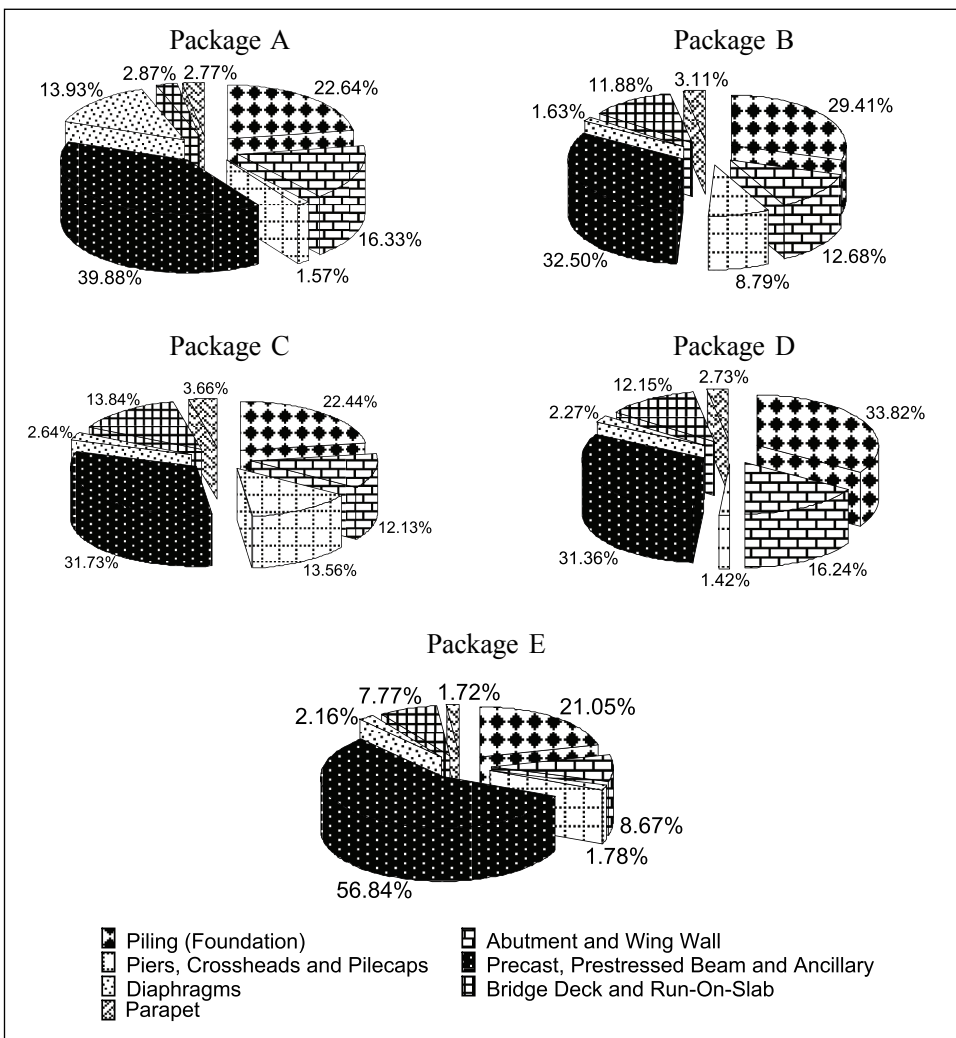 Package A
2.87%
2.77%
13.93%
22.64%
16.33%
39.88%
1.57%
Package B
3.11%
11.88%
29.41%
1.63%
12.68%
32.50%
8.79%
Package C
3.66%
13.84%
22.44%
2.64%
12.13%
31.73%
13.56%
Package D
2.73%
12.15%
33.82%
2.27%
31.36%
16.24%
1.42%
Package E
7.77%
1.72%
21.05%
2.16%
8.67%
1.78%
56.84%
Piling (Foundation)
Abutment and Wing Wall
Piers, Crossheads and Pilecaps
Precast, Prestressed Beam and Ancillary
Diaphragms
Bridge Deck and Run-On-Slab
Parapet